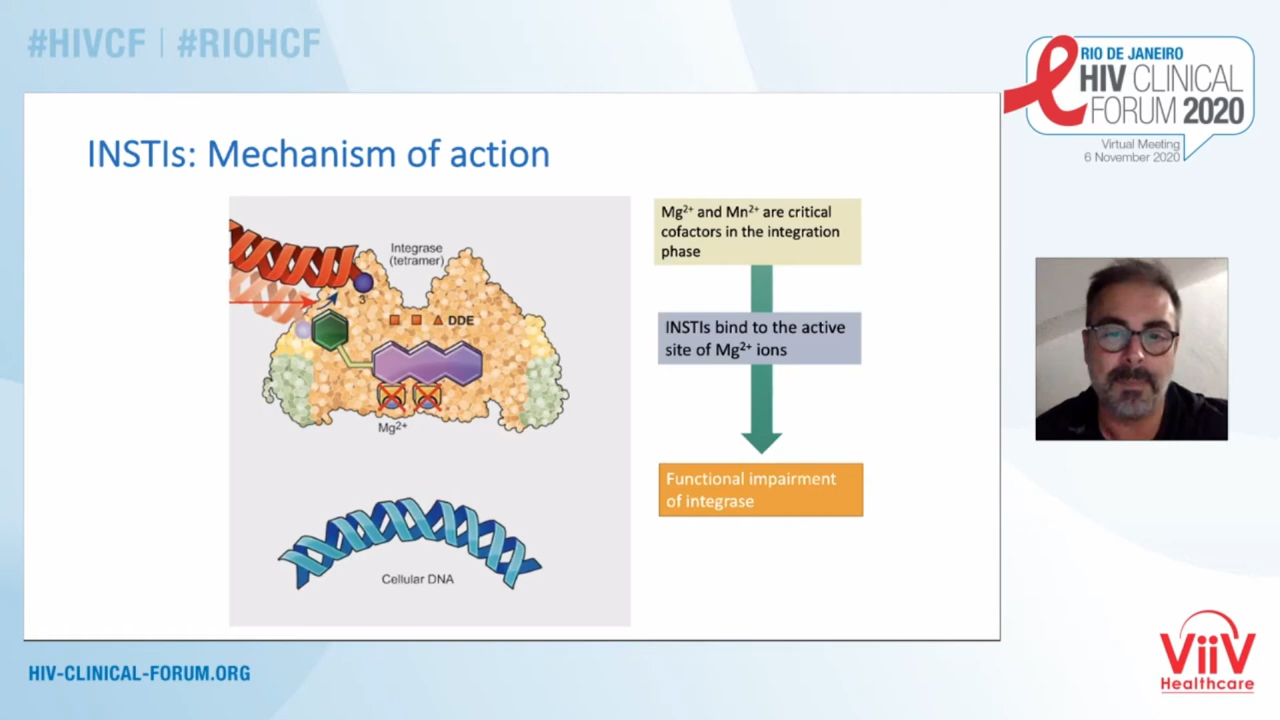 #HIVCF | #RIOHCF
RIO DE JANEIRO
HIV CLINICAL
FORUM 2020
Virtual Meeting
6 November 2020
INSTIs: Mechanism of action
Integrase
(tetramer)
3'
DDE
Mg²⁺
Cellular DNA
Mg²⁺ and Mn²⁺ are critical
cofactors in the integration
phase
INSTIs bind to the active
site of Mg²⁺ ions
Functional impairment
of integrase
HIV-CLINICAL-FORUM.ORG
ViiV
Healthcare